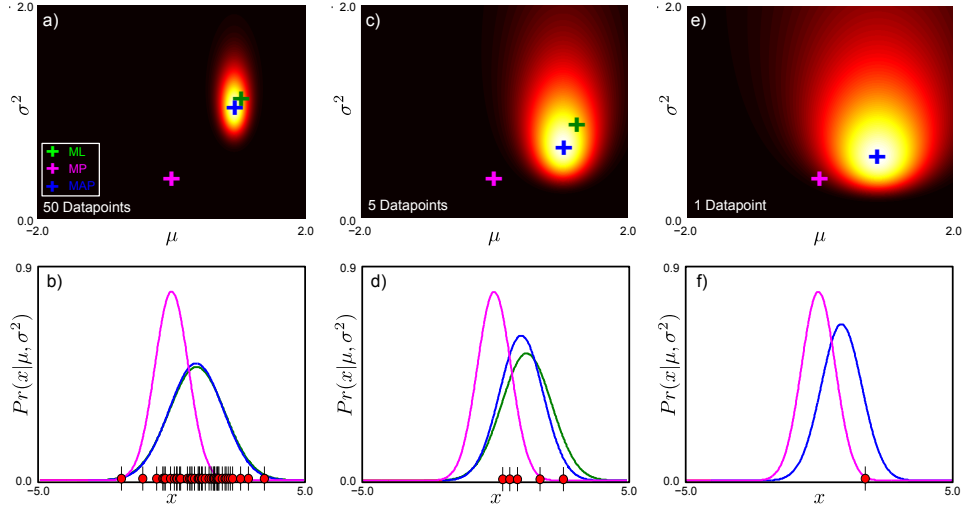 a)
2.0
σ²
ML
MP
MAP
50 Datapoints
0.0
−2.0
μ
2.0
c)
2.0
σ²
5 Datapoints
0.0
−2.0
μ
2.0
e)
2.0
σ²
1 Datapoint
0.0
−2.0
μ
2.0
b)
0.9
Pr(x|μ, σ²)
0.0
−5.0
x
5.0
d)
0.9
Pr(x|μ, σ²)
0.0
−5.0
x
5.0
f)
0.9
Pr(x|μ, σ²)
0.0
−5.0
x
5.0